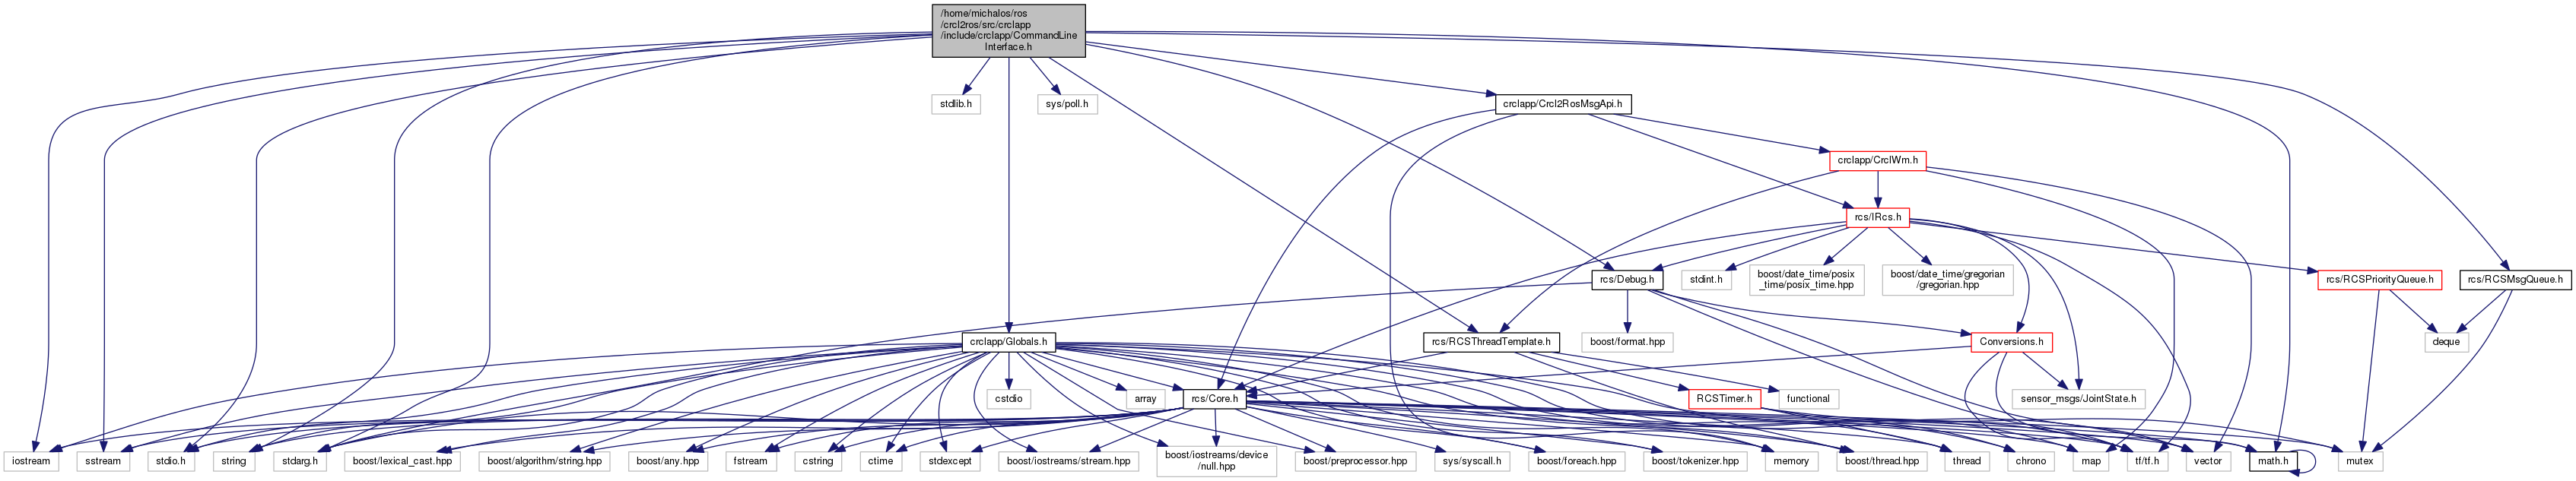 /home/michalos/ros
/crcl2ros/src/crclapp
/include/crclapp/CommandLine
Interface.h
stdlib.h
sys/poll.h
crclapp/Crcl2RosMsgApi.h
crclapp/CrclWm.h
rcs/IRcs.h
rcs/Debug.h
stdint.h
boost/date_time/posix
_time/posix_time.hpp
boost/date_time/gregorian
/gregorian.hpp
rcs/RCSPriorityQueue.h
rcs/RCSMsgQueue.h
crclapp/Globals.h
rcs/RCSThreadTemplate.h
boost/format.hpp
Conversions.h
deque
cstdio
array
rcs/Core.h
RCSTimer.h
functional
sensor_msgs/JointState.h
iostream
sstream
stdio.h
string
stdarg.h
boost/lexical_cast.hpp
boost/algorithm/string.hpp
boost/any.hpp
fstream
cstring
ctime
stdexcept
boost/iostreams/stream.hpp
boost/iostreams/device
/null.hpp
boost/preprocessor.hpp
sys/syscall.h
boost/foreach.hpp
boost/tokenizer.hpp
memory
boost/thread.hpp
thread
chrono
map
tf/tf.h
vector
math.h
mutex